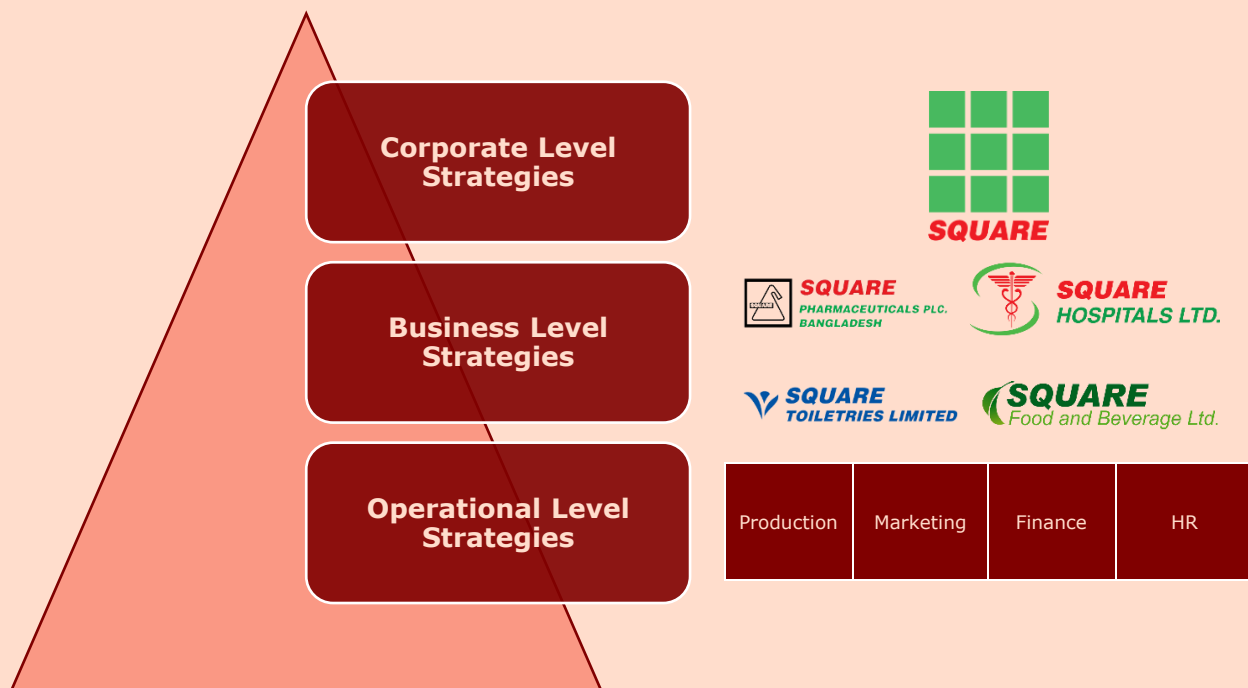 Corporate Level
Strategies
SQUARE
Business Level
Strategies
SQUARE
PHARMACEUTICALS PLC.
BANGLADESH
SQUARE
HOSPITALS LTD.
SQUARE
TOILETRIES LIMITED
SQUARE
Food and Beverage Ltd.
Operational Level
Strategies
Production
Marketing
Finance
HR